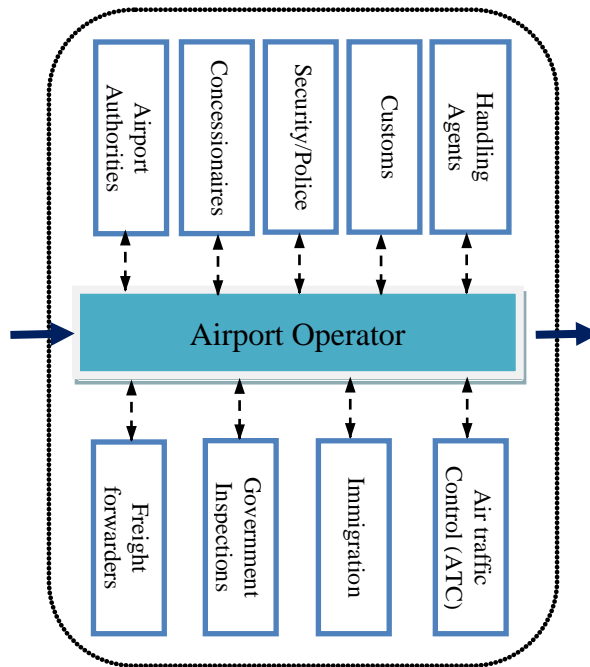 Airport
Authorities
Concessionaires
Security/Police
Customs
Handling
Agents
Airport Operator
Freight
forwarders
Government
Inspections
Immigration
Air traffic
Control (ATC)